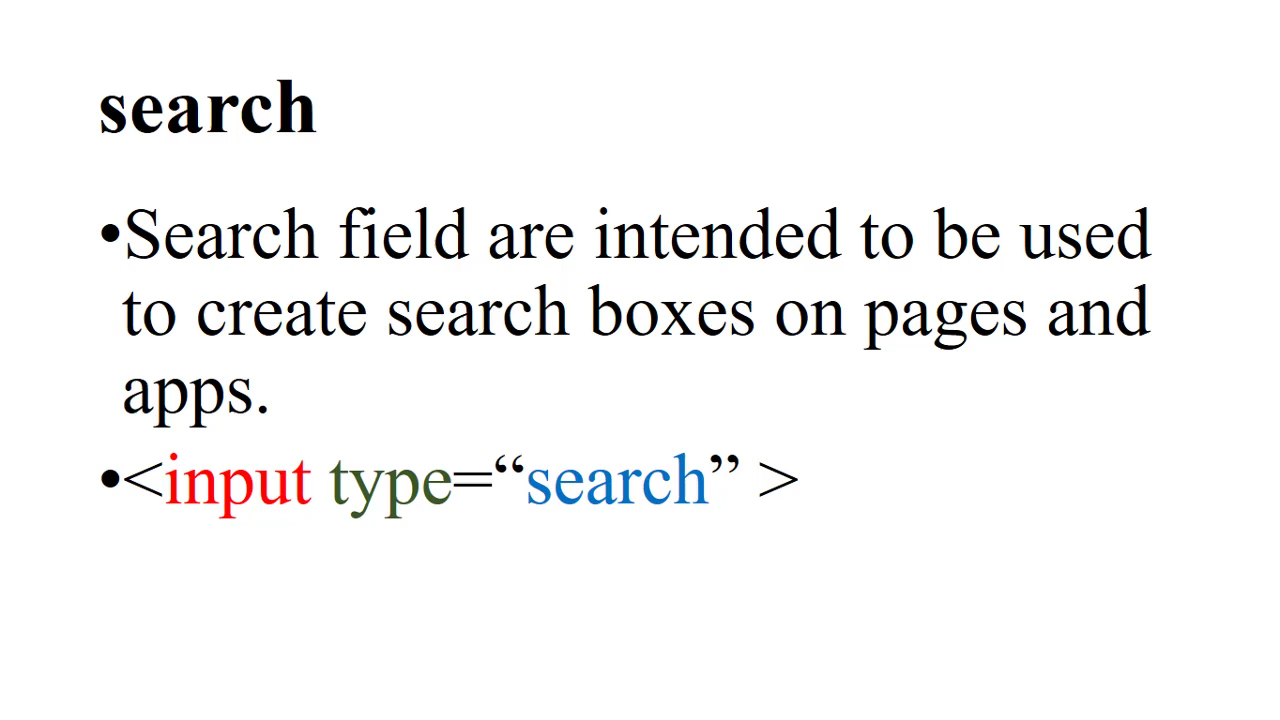 search
•Search field are intended to be used
to create search boxes on pages and
apps.
•<input type=“search” >